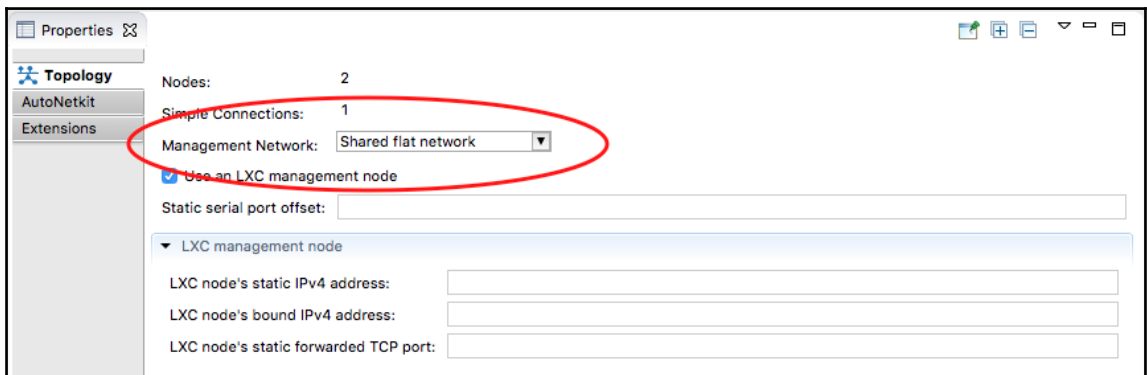 Properties
Topology
AutoNetkit
Extensions
Nodes: 2
Simple Connections: 1
Management Network: Shared flat network
Use an LXC management node
Static serial port offset:
LXC management node
LXC node's static IPv4 address:
LXC node's bound IPv4 address:
LXC node's static forwarded TCP port: